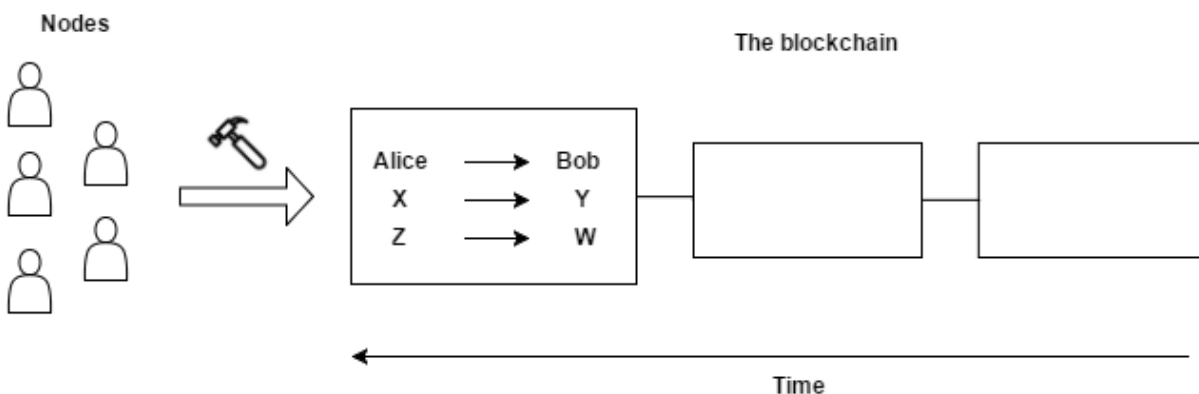 Nodes
The blockchain
Alice Bob
X Y
Z W
Time